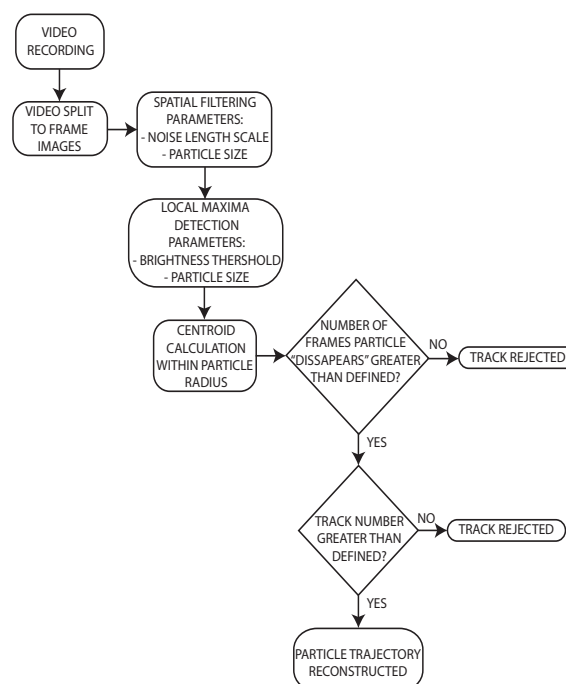 VIDEO
RECORDING
VIDEO SPLIT
TO FRAME
IMAGES
SPATIAL FILTERING
PARAMETERS:
- NOISE LENGTH SCALE
- PARTICLE SIZE
LOCAL MAXIMA
DETECTION
PARAMETERS:
- BRIGHTNESS THERSHOLD
- PARTICLE SIZE
CENTROID
CALCULATION
WITHIN PARTICLE
RADIUS
NUMBER OF
FRAMES PARTICLE
“DISSAPEARS” GREATER
THAN DEFINED?
NO
TRACK REJECTED
YES
TRACK NUMBER
GREATER THAN
DEFINED?
NO
TRACK REJECTED
YES
PARTICLE TRAJECTORY
RECONSTRUCTED